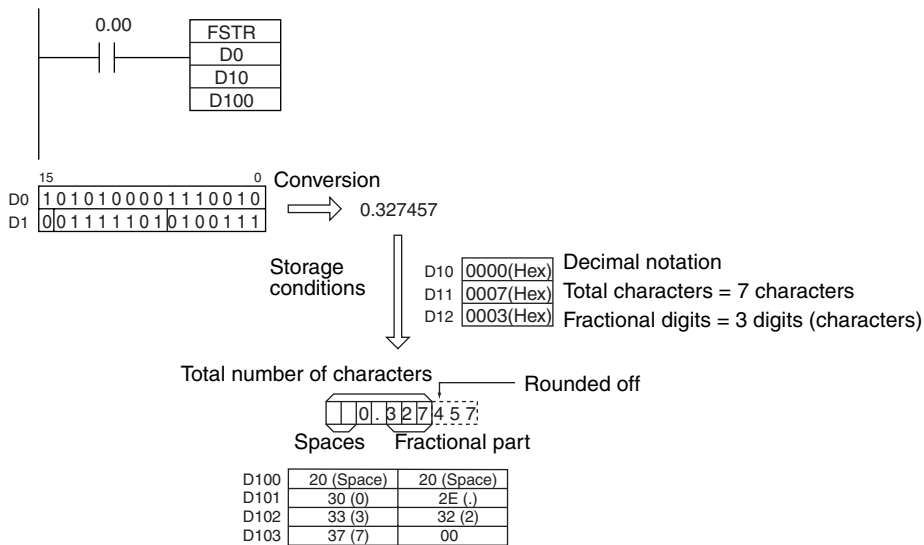 0.00
FSTR
D0
D10
D100
15 0
D0 1010100001110010
D1 0011111010100111
Conversion
0.327457
Storage
conditions
D10 0000(Hex) Decimal notation
D11 0007(Hex) Total characters = 7 characters
D12 0003(Hex) Fractional digits = 3 digits (characters)
Total number of characters
Rounded off
0.327457
Spaces Fractional part
D100 20 (Space) 20 (Space)
D101 30 (0) 2E (.)
D102 33 (3) 32 (2)
D103 37 (7) 00